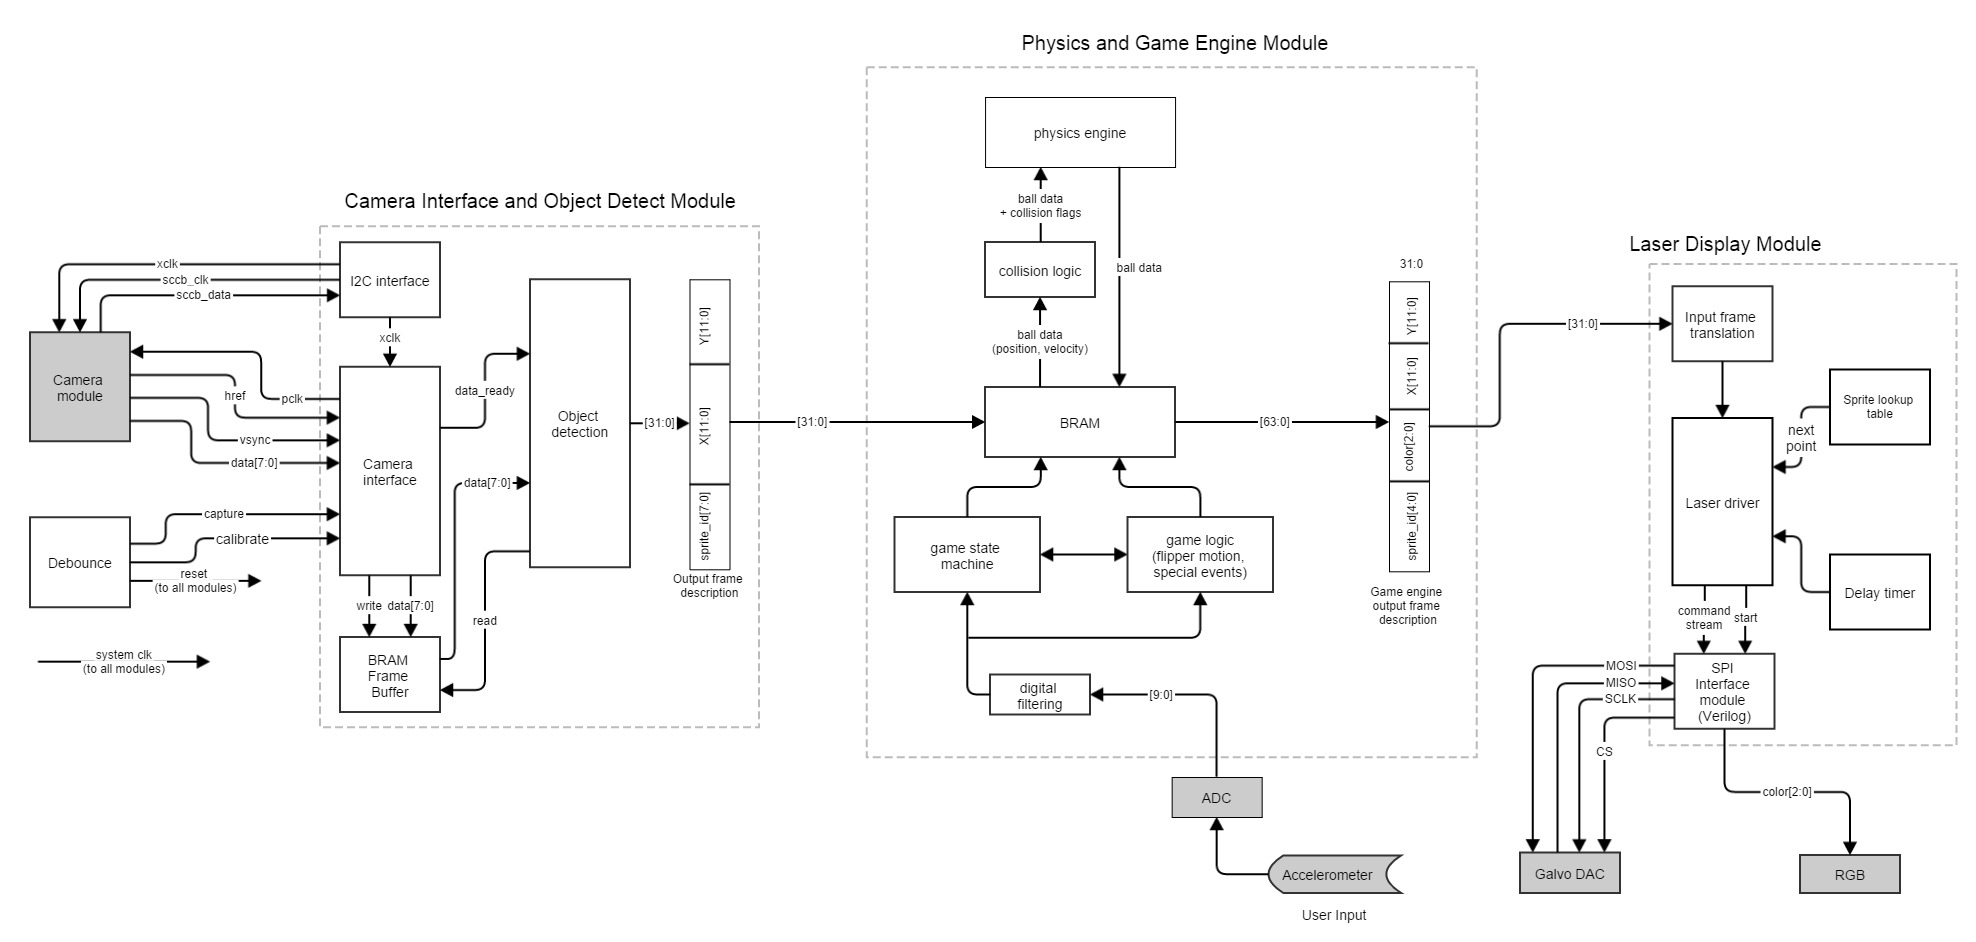 Physics and Game Engine Module
physics engine
ball data
+ collision flags
collision logic
ball data
ball data
(position, velocity)
BRAM
[63:0]
game state
machine
game logic
(flipper motion,
special events)
digital
filtering
[9:0]
31:0
Y[11:0]
X[11:0]
color[2:0]
sprite_id[4:0]
Game engine
output frame
description
ADC
Accelerometer
User Input
Camera Interface and Object Detect Module
xclk
sccb_clk
sccb_data
I2C interface
xclk
Camera
module
pclk
href
vsync
data[7:0]
Camera
interface
data_ready
Object
detection
[31:0]
Y[11:0]
X[11:0]
sprite_id[7:0]
Output frame
description
[31:0]
capture
calibrate
Debounce
reset
(to all modules)
system clk
(to all modules)
write
data[7:0]
data[7:0]
read
BRAM
Frame
Buffer
Laser Display Module
[31:0]
Input frame
translation
Sprite lookup
table
next
point
Laser driver
Delay timer
command
stream
start
SPI
Interface
module
(Verilog)
MOSI
MISO
SCLK
CS
color[2:0]
Galvo DAC
RGB